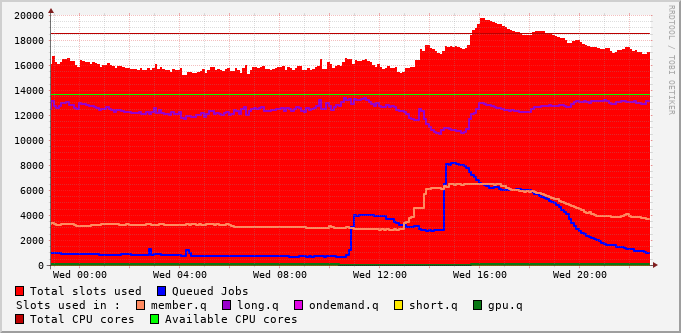 20000
18000
16000
14000
12000
10000
8000
6000
4000
2000
0
Wed 00:00 Wed 04:00 Wed 08:00 Wed 12:00 Wed 16:00 Wed 20:00
RRDTOOL / TOBI OETIKER
Total slots used Queued Jobs
Slots used in : member.q long.q ondemand.q short.q gpu.q
Total CPU cores Available CPU cores